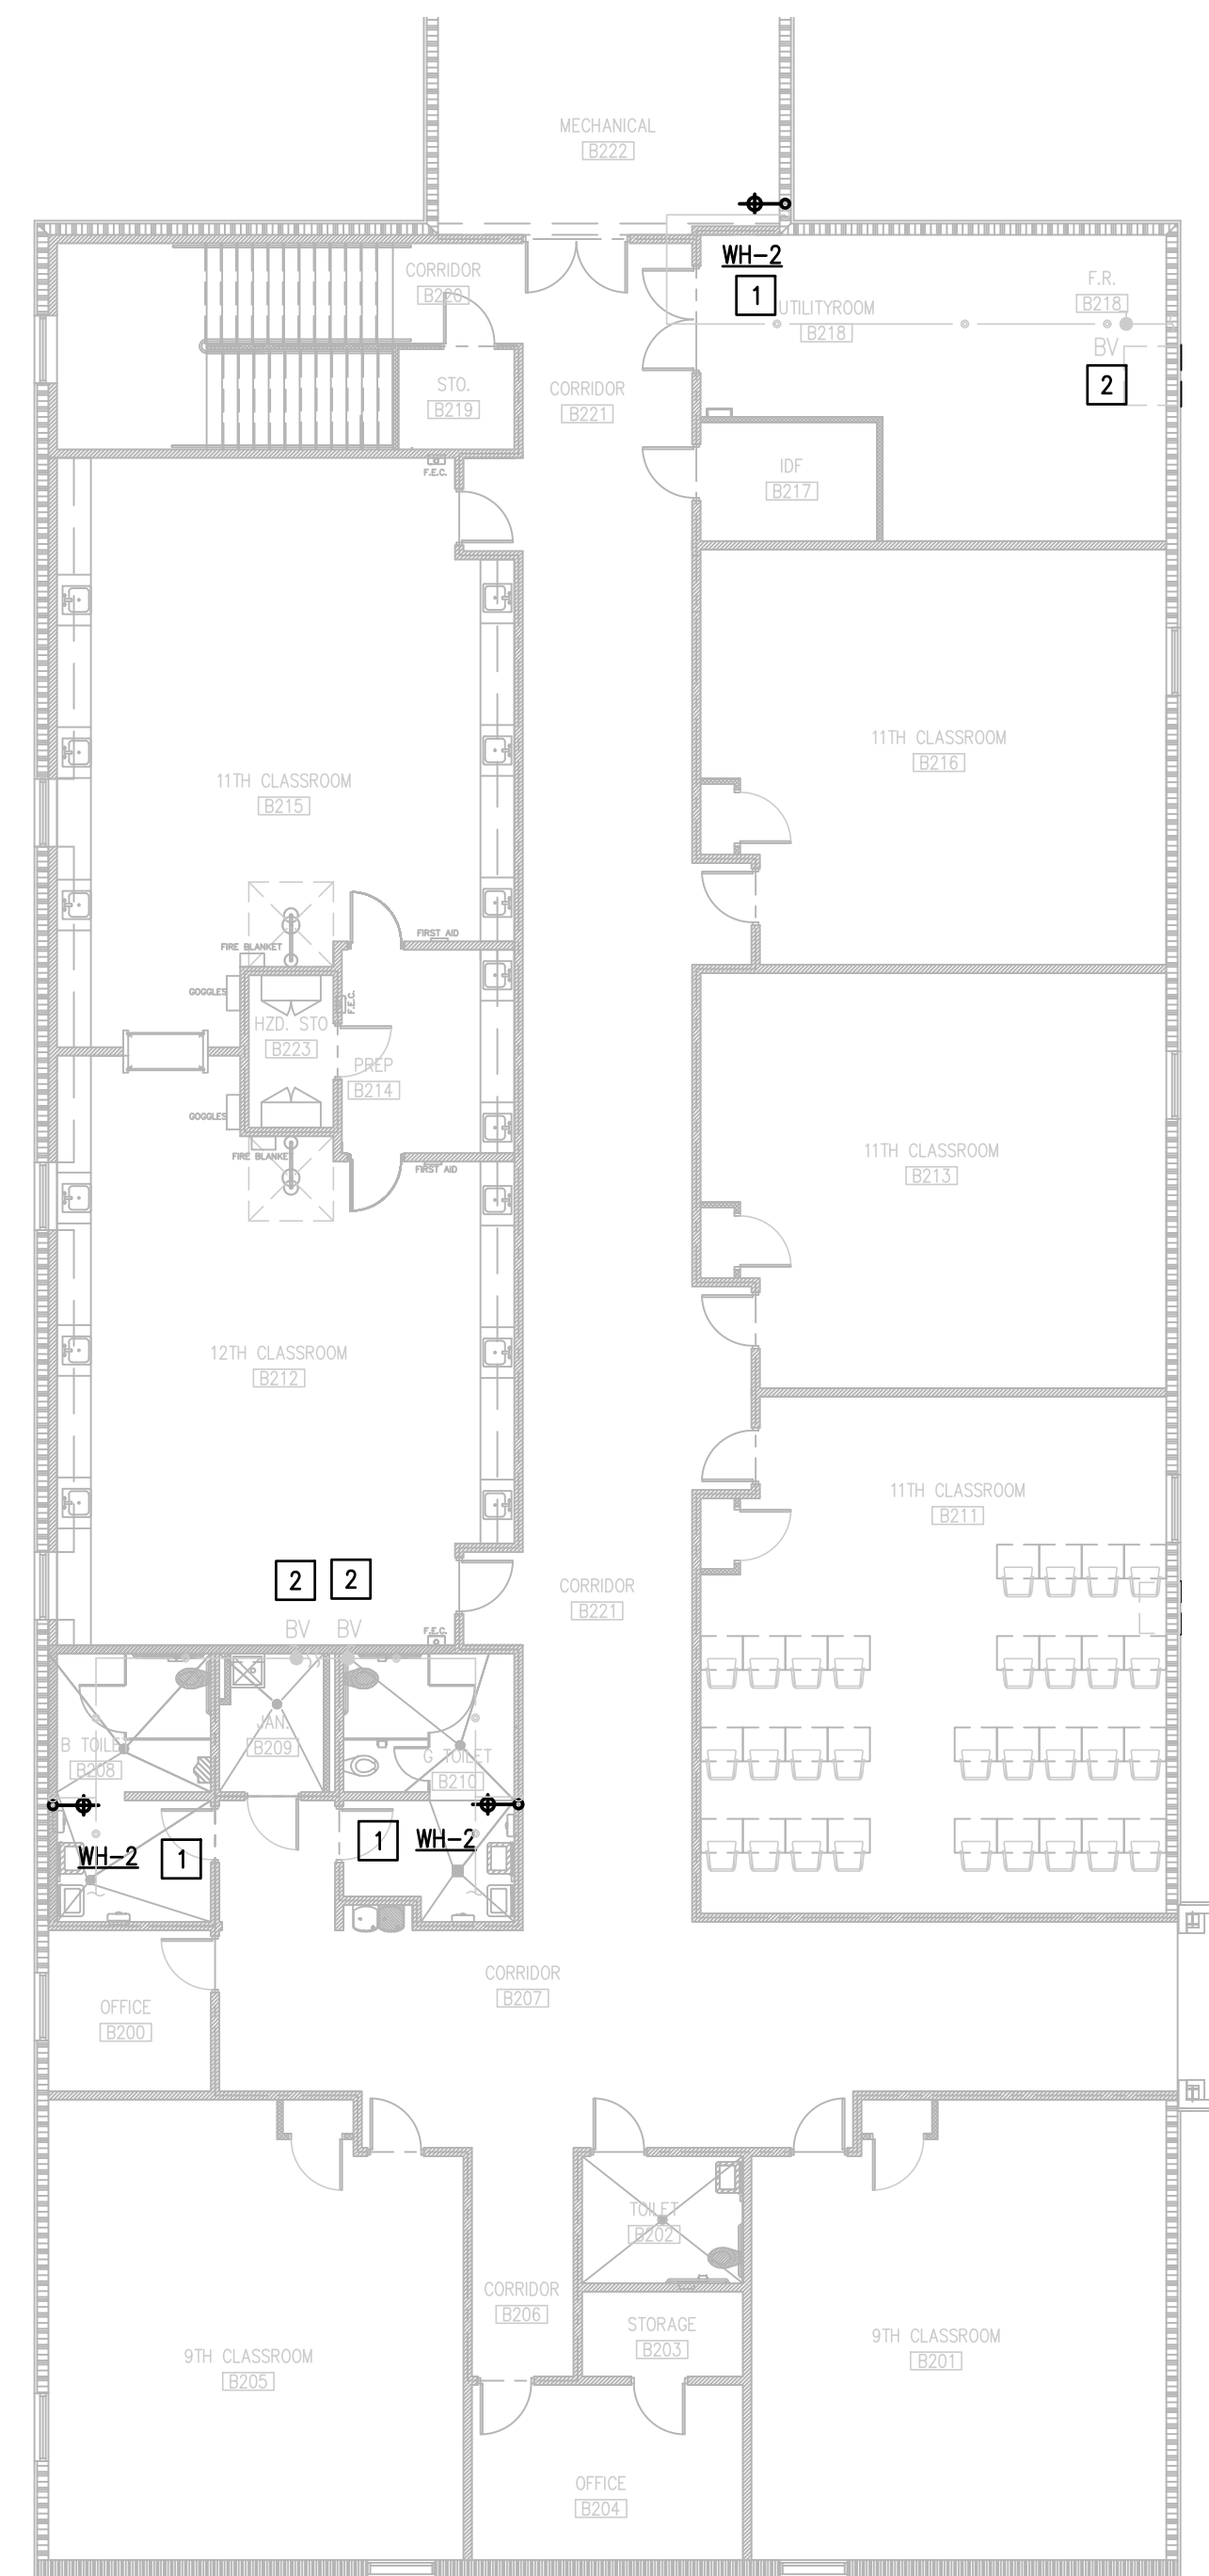 MECHANICAL
B222
WH-2
1
CORRIDOR
B220
UTILITYROOM
B218
F.R.
B218
BV
2
STO.
B219
CORRIDOR
B221
F.E.C.
IDF
B217
11TH CLASSROOM
B216
11TH CLASSROOM
B215
FIRST AID
FIRE BLANKET
GOGGLES
F.E.C.
HZD. STO
B223
PREP
B214
GOGGLES
FIRE BLANKE
FIRST AID
11TH CLASSROOM
B213
12TH CLASSROOM
B212
11TH CLASSROOM
B211
2 2
CORRIDOR
B221
BV BV
F.E.C.
JAN.
B209
B TOILE
B208
G TOILET
B210
WH-2
1
1
WH-2
CORRIDOR
B207
OFFICE
B200
TOILET
B202
CORRIDOR
B206
STORAGE
B203
9TH CLASSROOM
B205
9TH CLASSROOM
B201
OFFICE
B204